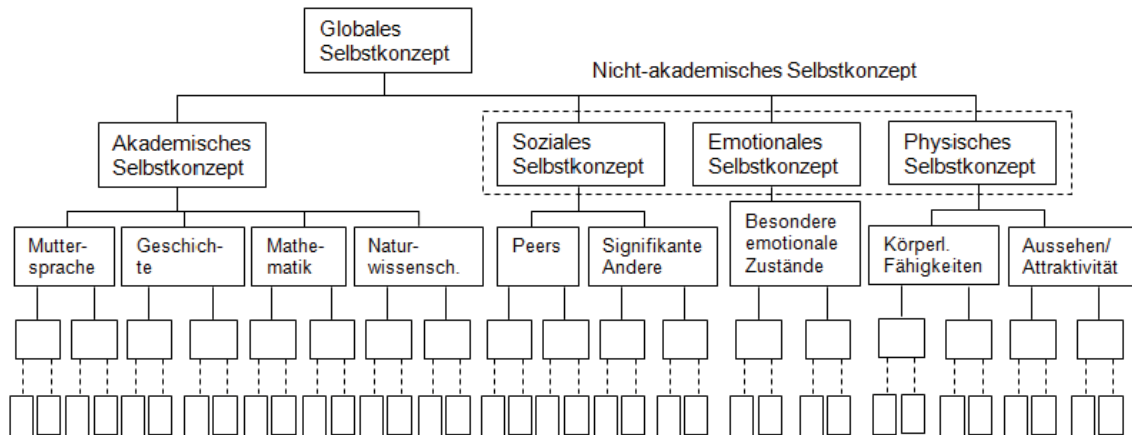 Globales
Selbstkonzept
Nicht-akademisches Selbstkonzept
Akademisches
Selbstkonzept
Soziales
Selbstkonzept
Emotionales
Selbstkonzept
Physisches
Selbstkonzept
Mutter-
sprache
Geschich-
te
Mathe-
matik
Natur-
wissensch.
Peers
Signifikante
Andere
Besondere
emotionale
Zustände
Körperl.
Fähigkeiten
Aussehen/
Attraktivität